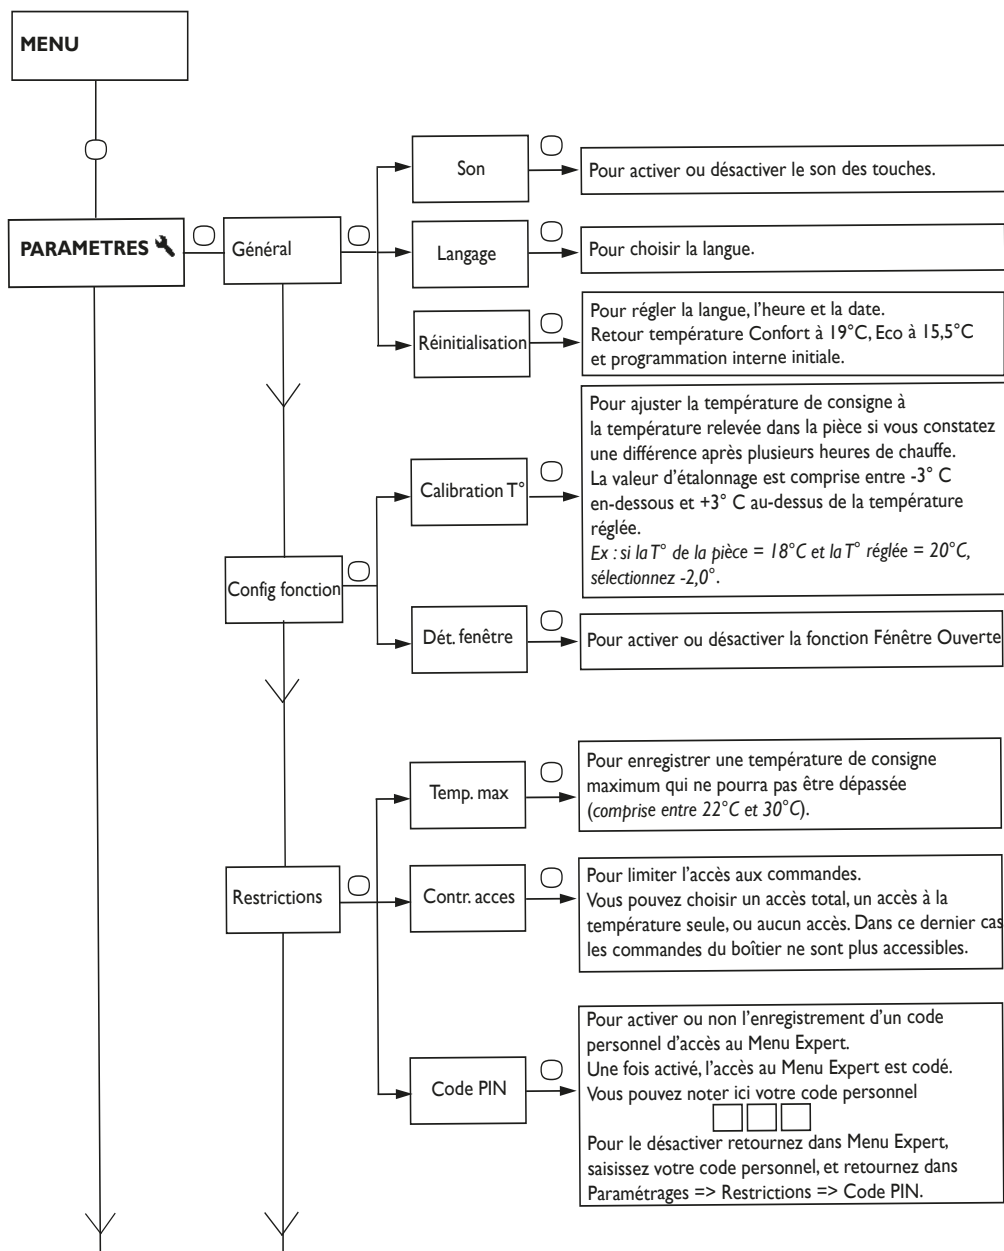 MENU
Son
Pour activer ou désactiver le son des touches.
PARAMETRES
Général
Langage
Pour choisir la langue.
Réinitialisation
Pour régler la langue, l'heure et la date.
Retour température Confort à 19°C, Eco à 15,5°C
et programmation interne initiale.
Calibration T°
Pour ajuster la température de consigne à
la température relevée dans la pièce si vous constatez
une différence après plusieurs heures de chauffe.
La valeur d'étalonnage est comprise entre -3° C
en-dessous et +3° C au-dessus de la température
réglée.
Ex : si la T° de la pièce = 18°C et la T° réglée = 20°C,
sélectionnez -2,0°.
Config fonction
Dét. fenêtre
Pour activer ou désactiver la fonction Fénêtre Ouverte
Temp. max
Pour enregistrer une température de consigne
maximum qui ne pourra pas être dépassée
(comprise entre 22°C et 30°C).
Restrictions
Contr. acces
Pour limiter l'accès aux commandes.
Vous pouvez choisir un accès total, un accès à la
température seule, ou aucun accès. Dans ce dernier cas
les commandes du boîtier ne sont plus accessibles.
Code PIN
Pour activer ou non l'enregistrement d'un code
personnel d'accès au Menu Expert.
Une fois activé, l'accès au Menu Expert est codé.
Vous pouvez noter ici votre code personnel
Pour le désactiver retournez dans Menu Expert,
saisissez votre code personnel, et retournez dans
Paramétrages => Restrictions => Code PIN.